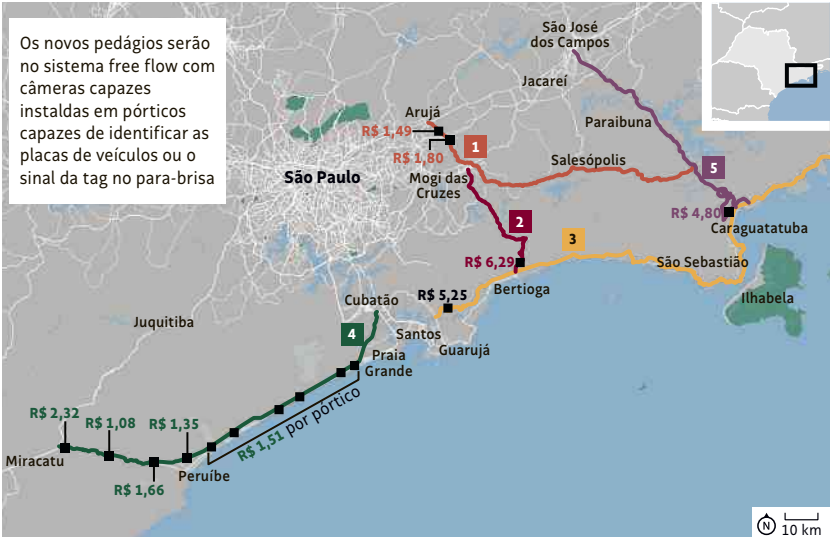 Os novos pedágios serão
no sistema free flow com
câmeras capazes
instaldas em pórticos
capazes de identificar as
placas de veículos ou o
sinal da tag no para-brisa
São José
dos Campos
Jacareí
Arujá
R$ 1,49
R$ 1,80
1
Paraibuna
Salesópolis
5
São Paulo
Mogi das
Cruzes
2
R$ 4,80
Caraguatatuba
3
R$ 6,29
São Sebastião
Bertioga
R$ 5,25
Ilhabela
Cubatão
Juquitiba
4
Santos
Guarujá
Praia
Grande
R$ 1,51 por pórtico
R$ 2,32
R$ 1,08
R$ 1,35
Miracatu
Peruíbe
R$ 1,66
N
10 km